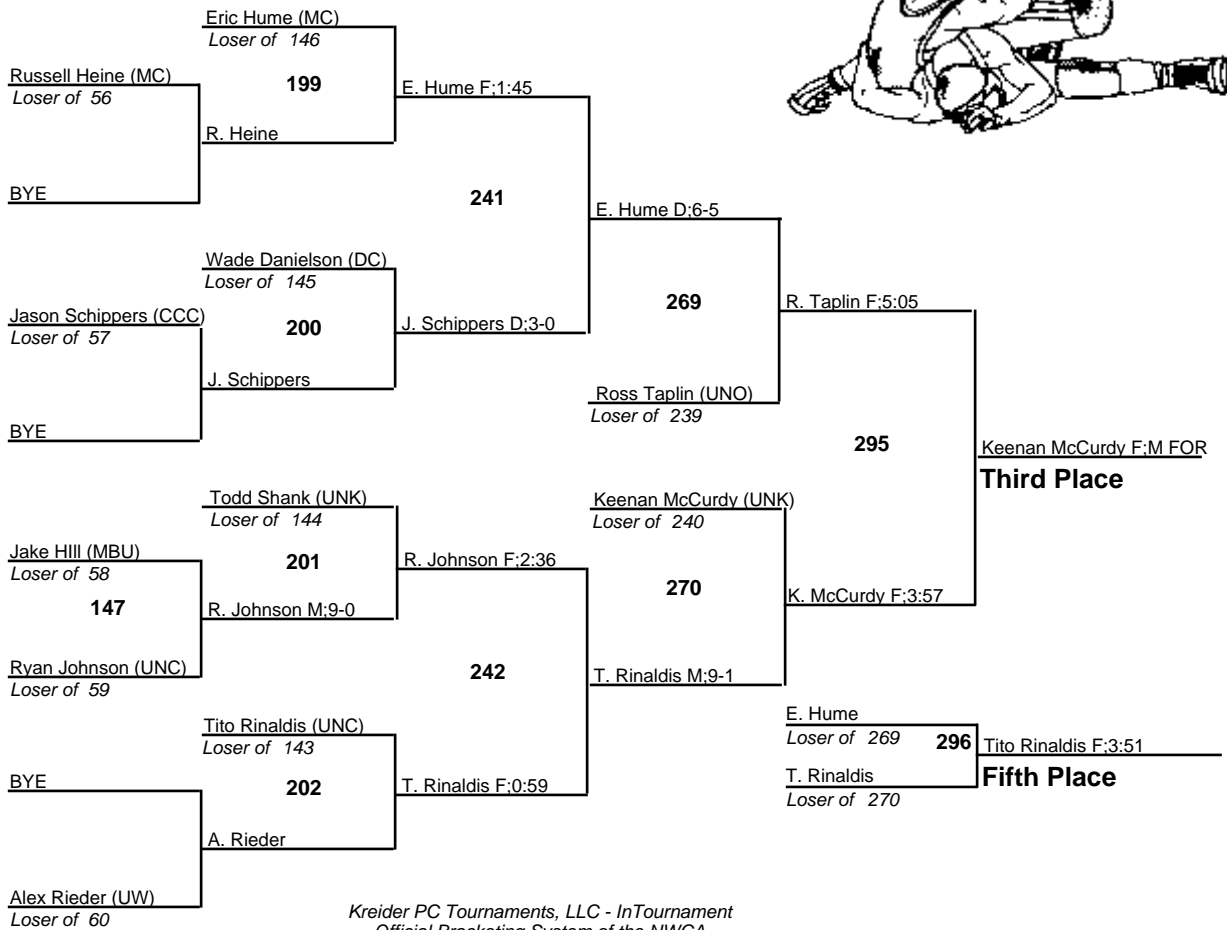 Eric Hume (MC)
Loser of 146
Russell Heine (MC)
Loser of 56
199
E. Hume F;1:45
R. Heine
BYE
241
E. Hume D;6-5
Wade Danielson (DC)
Loser of 145
Jason Schippers (CCC)
Loser of 57
200
J. Schippers D;3-0
269
R. Taplin F;5:05
J. Schippers
Ross Taplin (UNO)
Loser of 239
BYE
295
Keenan McCurdy F;M FOR
Third Place
Todd Shank (UNK)
Loser of 144
Keenan McCurdy (UNK)
Loser of 240
Jake HIll (MBU)
Loser of 58
201
R. Johnson F;2:36
147
R. Johnson M;9-0
270
K. McCurdy F;3:57
Ryan Johnson (UNC)
Loser of 59
242
T. Rinaldis M;9-1
Tito Rinaldis (UNC)
Loser of 143
E. Hume
Loser of 269
296
Tito Rinaldis F;3:51
Fifth Place
BYE
202
T. Rinaldis F;0:59
T. Rinaldis
Loser of 270
A. Rieder
Alex Rieder (UW)
Loser of 60
Kreider PC Tournaments, LLC - InTournament
Official Bracketing System of the NWCA